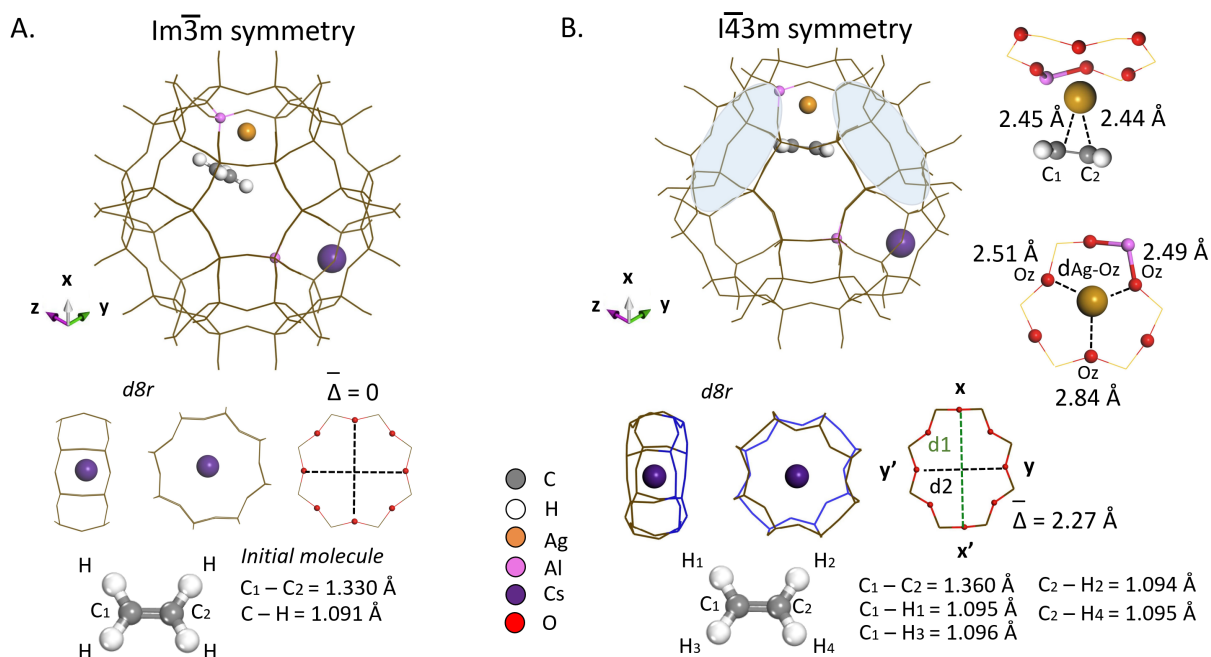 A.
Im3̅m symmetry
x
z
y
d8r
Δ̅ = 0
H
H
C₁
C₂
H
H
Initial molecule
C₁ – C₂ = 1.330 Å
C – H = 1.091 Å
C
H
Ag
Al
Cs
O
B.
I4̅3m symmetry
x
z
y
2.45 Å
2.44 Å
C₁
C₂
2.51 Å
2.49 Å
Oz
dAg-Oz
Oz
Oz
2.84 Å
d8r
x
d1
y'
y
d2
Δ̅ = 2.27 Å
x'
H₁
H₂
C₁
C₂
H₃
H₄
C₁ – C₂ = 1.360 Å
C₁ – H₁ = 1.095 Å
C₁ – H₃ = 1.096 Å
C₂ – H₂ = 1.094 Å
C₂ – H₄ = 1.095 Å